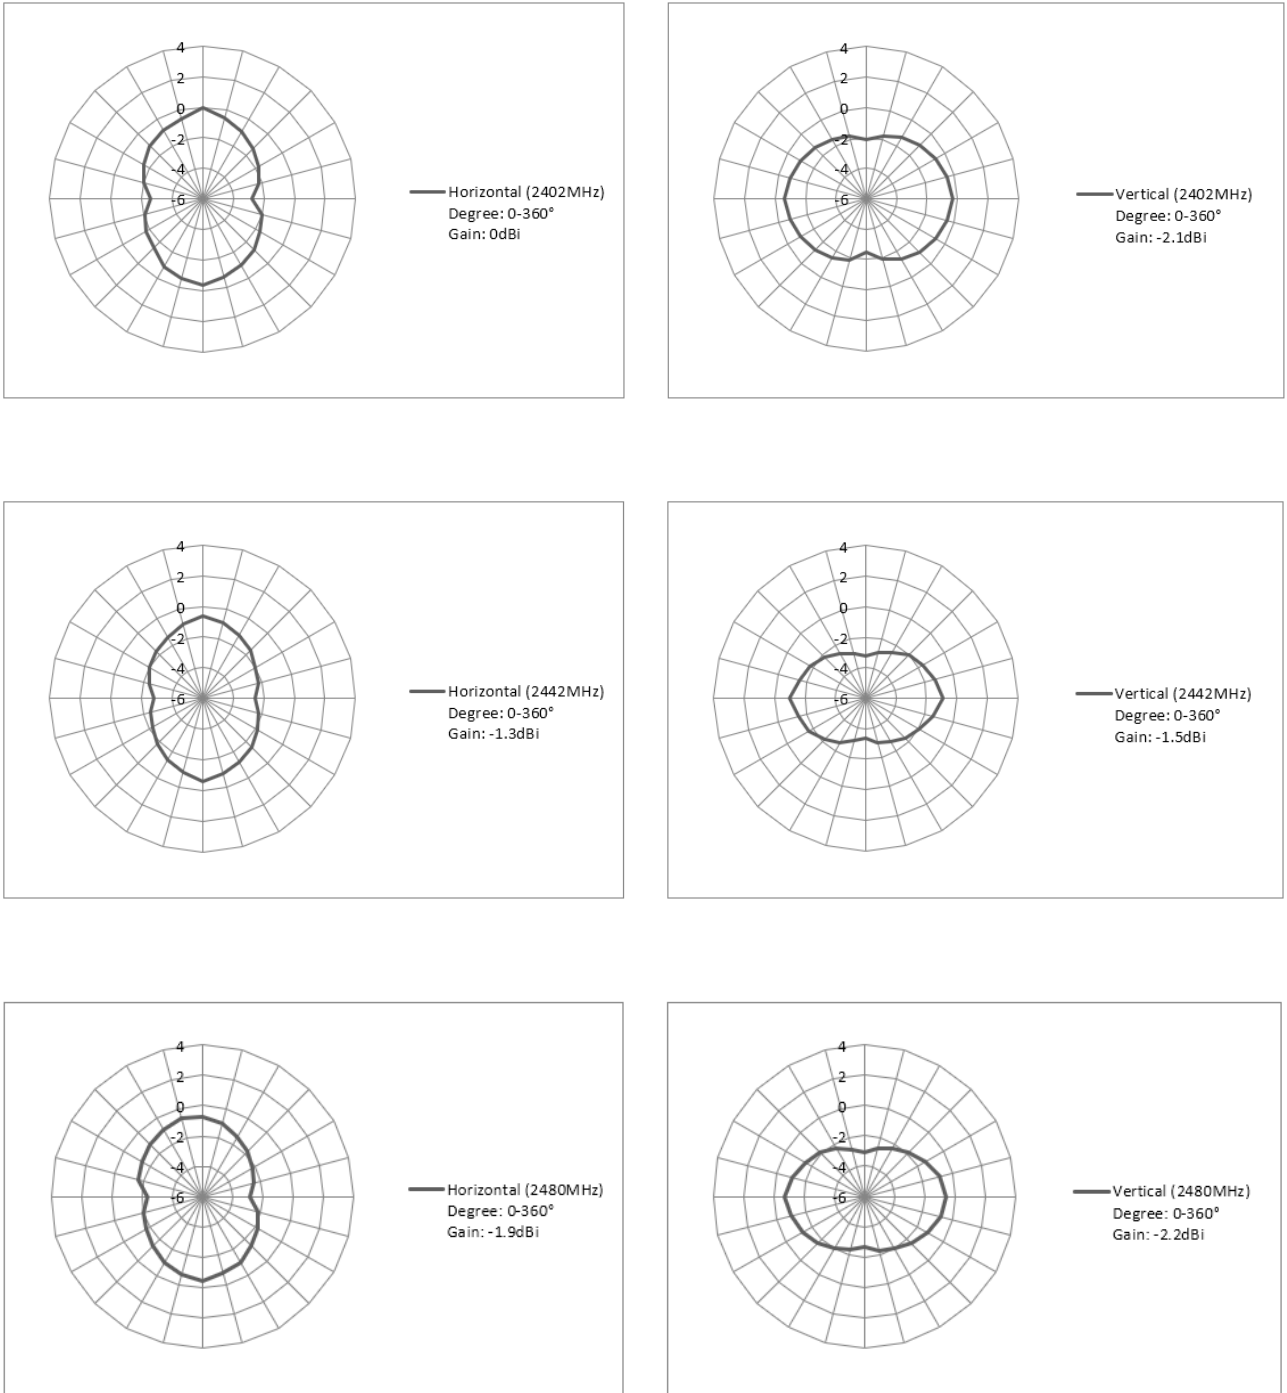 4
2
0
-2
-4
-6
Horizontal (2402MHz)
Degree: 0-360°
Gain: 0dBi
4
2
0
-2
-4
-6
Vertical (2402MHz)
Degree: 0-360°
Gain: -2.1dBi
4
2
0
-2
-4
-6
Horizontal (2442MHz)
Degree: 0-360°
Gain: -1.3dBi
4
2
0
-2
-4
-6
Vertical (2442MHz)
Degree: 0-360°
Gain: -1.5dBi
4
2
0
-2
-4
-6
Horizontal (2480MHz)
Degree: 0-360°
Gain: -1.9dBi
4
2
0
-2
-4
-6
Vertical (2480MHz)
Degree: 0-360°
Gain: -2.2dBi